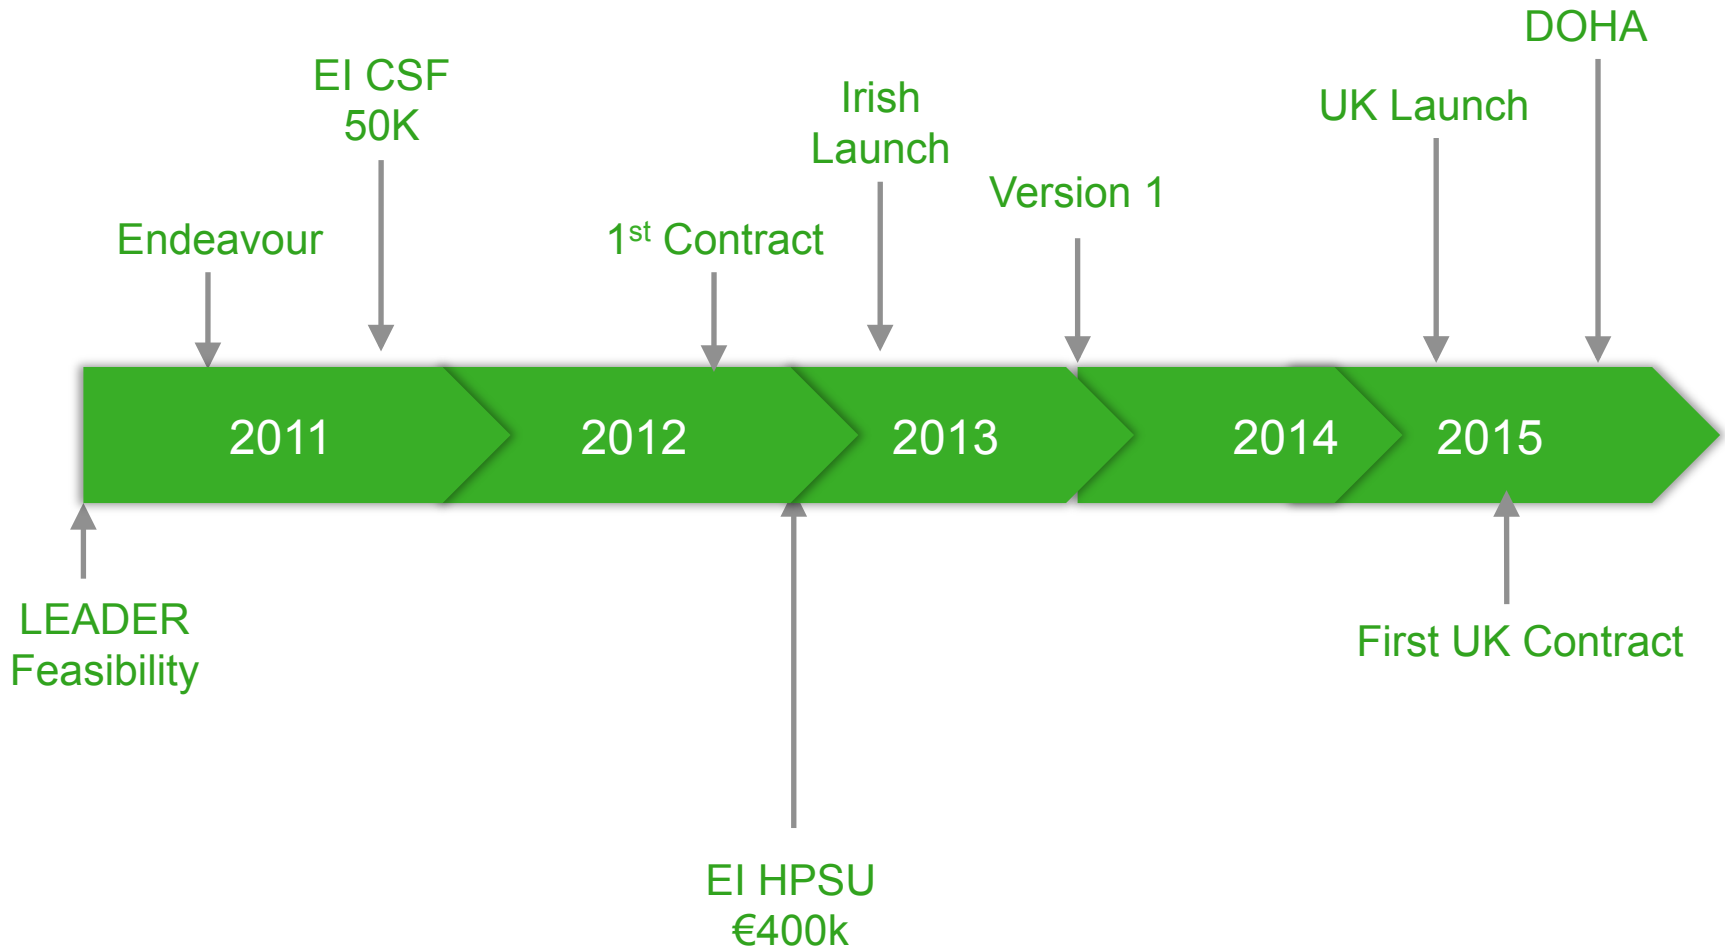 DOHA
EI CSF
50K
Irish
Launch
UK Launch
Version 1
Endeavour
1st Contract
2011
2012
2013
2014
2015
LEADER
Feasibility
First UK Contract
EI HPSU
€400k